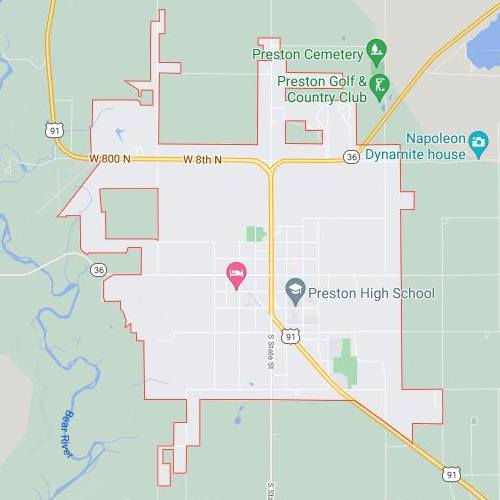 Preston Cemetery
Preston Golf &
Country Club
91
Napoleon
Dynamite house
W 800 N
W 8th N
36
36
Preston High School
91
S State St
Bear River
91
S St